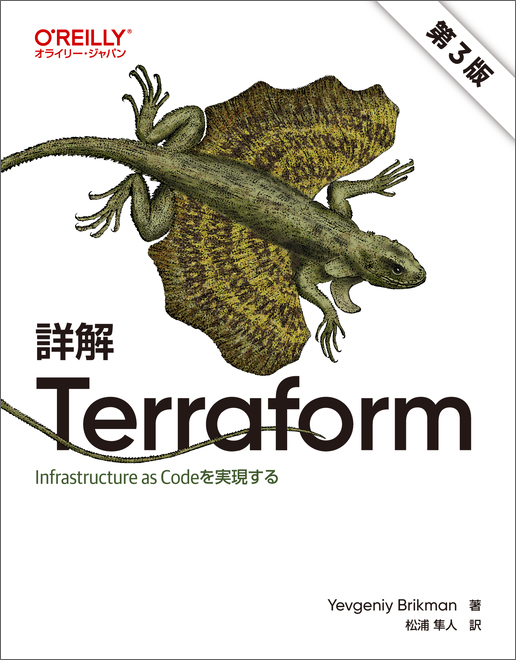 O'REILLY®
オライリー・ジャパン
第3版
詳解
Terraform
Infrastructure as Codeを実現する
Yevgeniy Brikman 著
松浦 隼人 訳